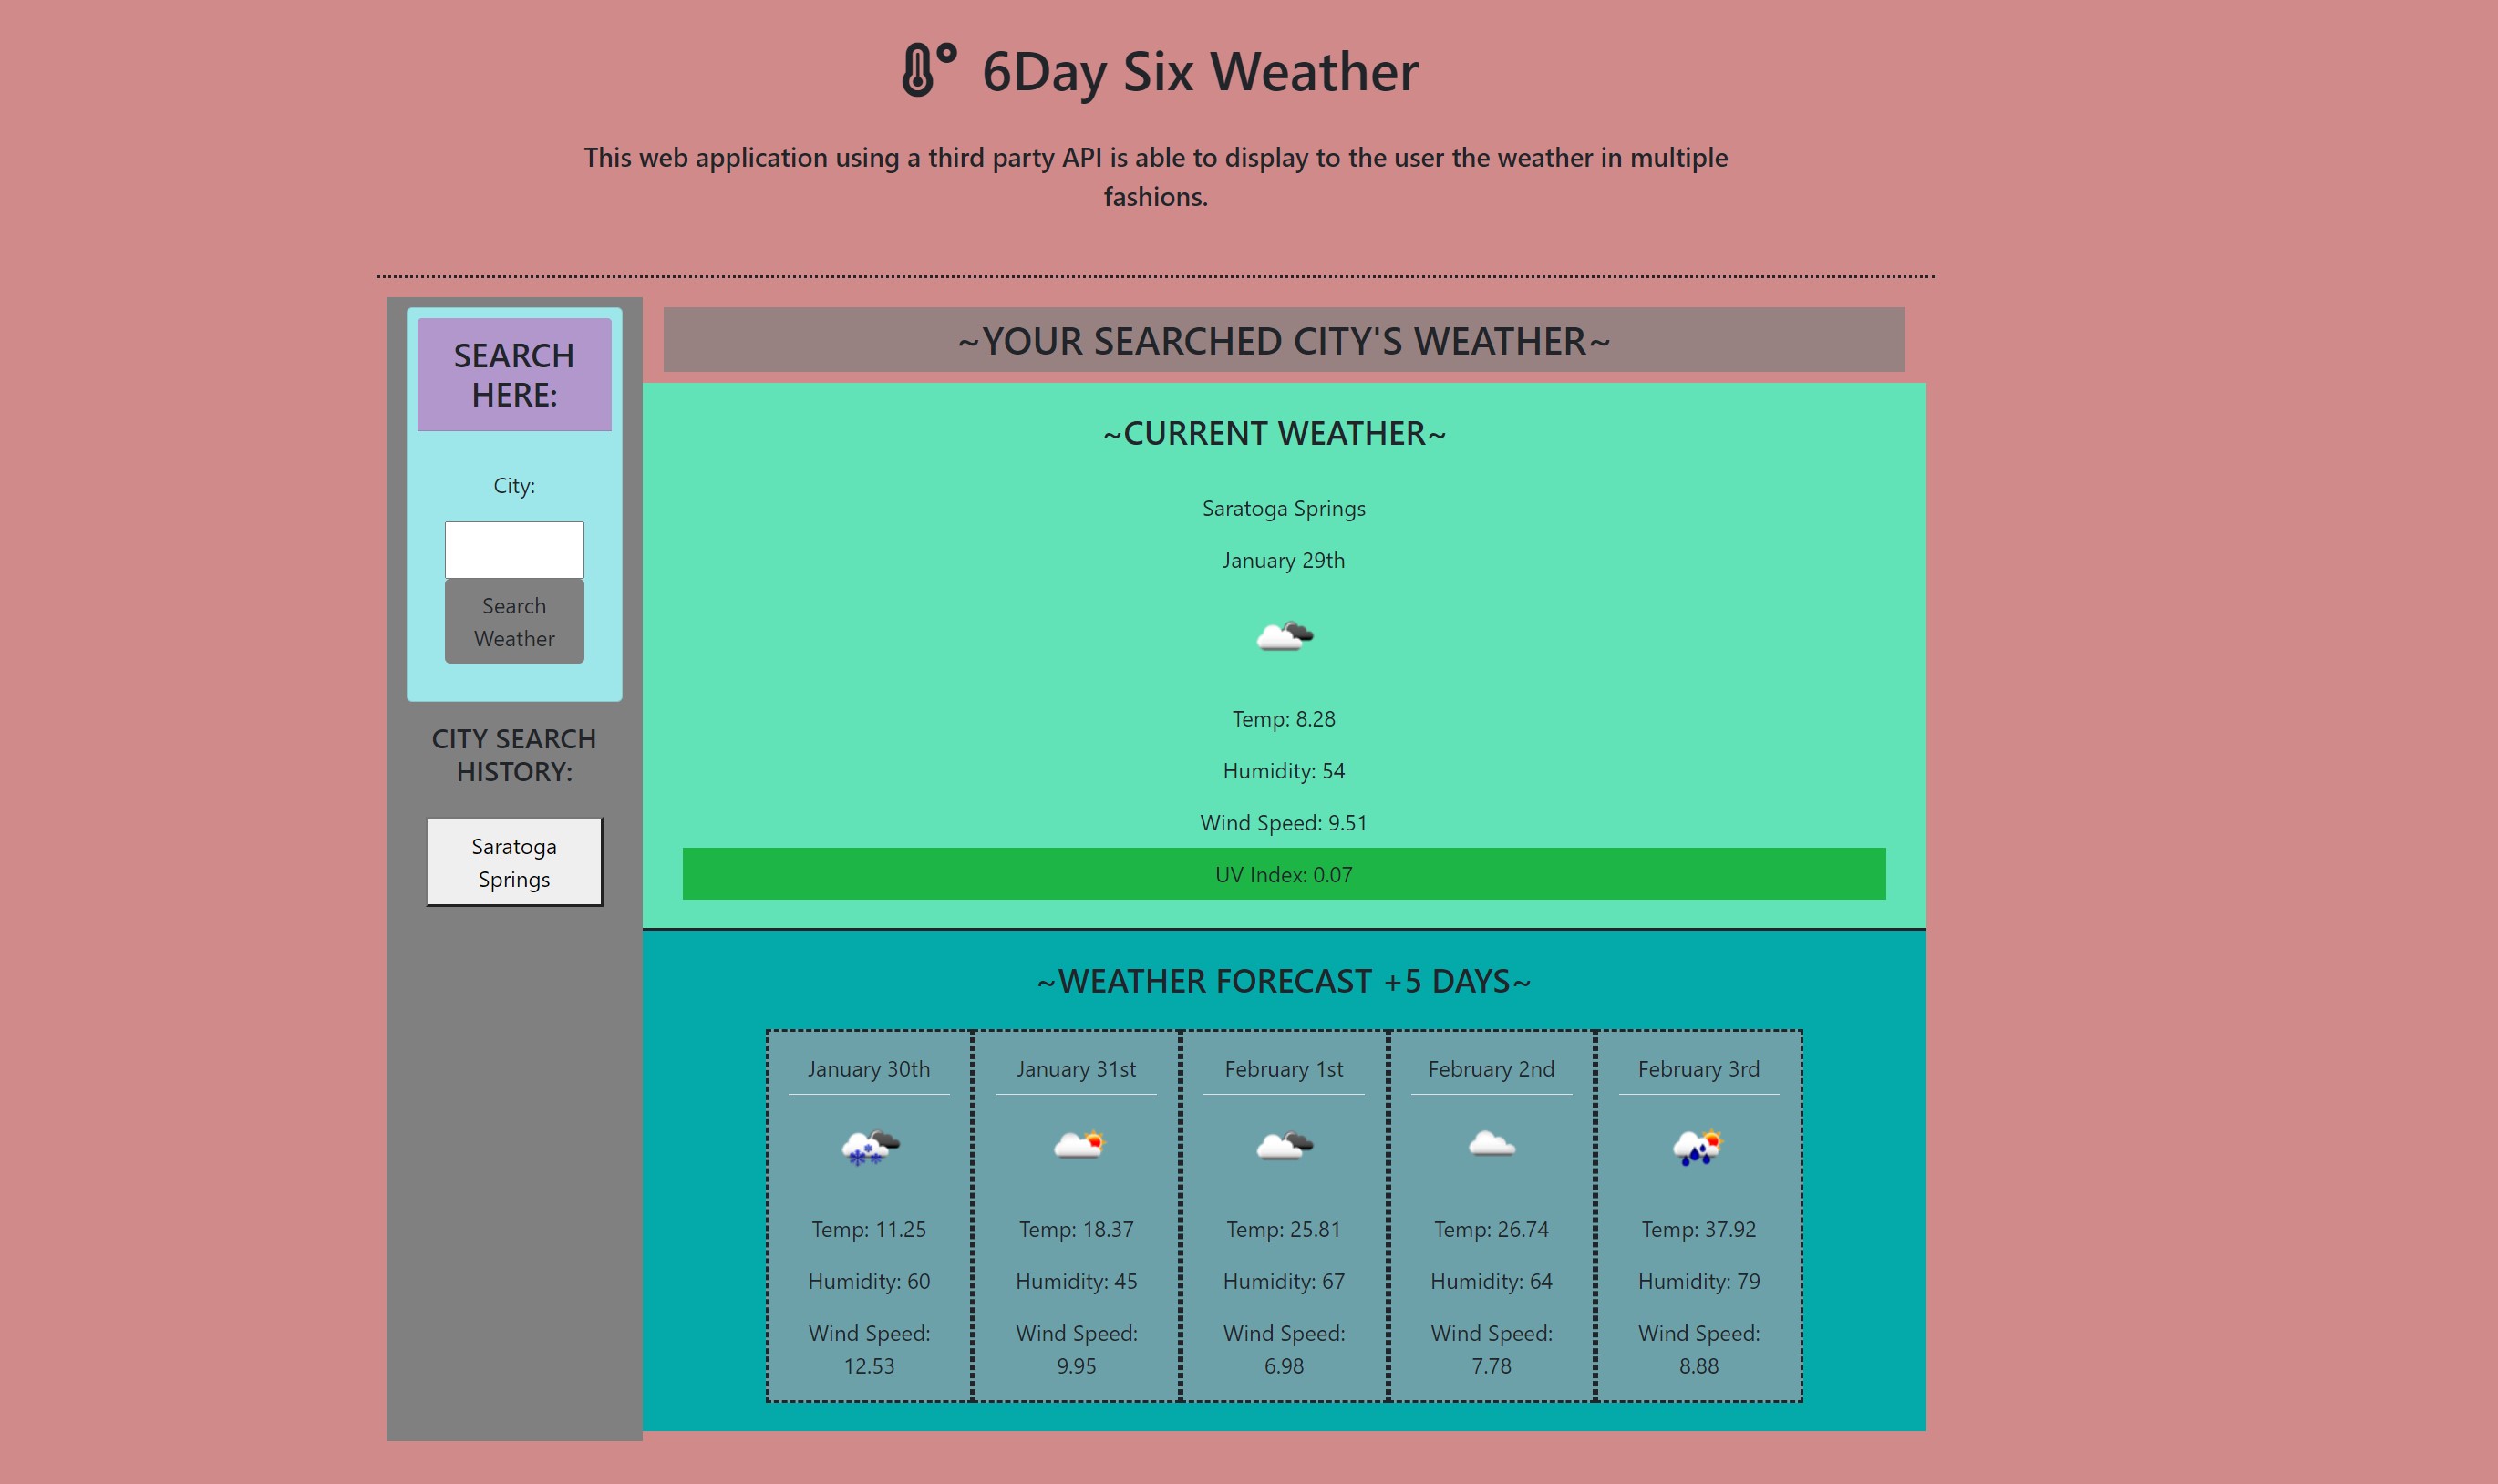 6Day Six Weather
This web application using a third party API is able to display to the user the weather in multiple
fashions.
SEARCH
HERE:
City:
Search
Weather
CITY SEARCH
HISTORY:
Saratoga
Springs
~YOUR SEARCHED CITY'S WEATHER~
~CURRENT WEATHER~
Saratoga Springs
January 29th
Temp: 8.28
Humidity: 54
Wind Speed: 9.51
UV Index: 0.07
~WEATHER FORECAST +5 DAYS~
January 30th
Temp: 11.25
Humidity: 60
Wind Speed:
12.53
January 31st
Temp: 18.37
Humidity: 45
Wind Speed:
9.95
February 1st
Temp: 25.81
Humidity: 67
Wind Speed:
6.98
February 2nd
Temp: 26.74
Humidity: 64
Wind Speed:
7.78
February 3rd
Temp: 37.92
Humidity: 79
Wind Speed:
8.88